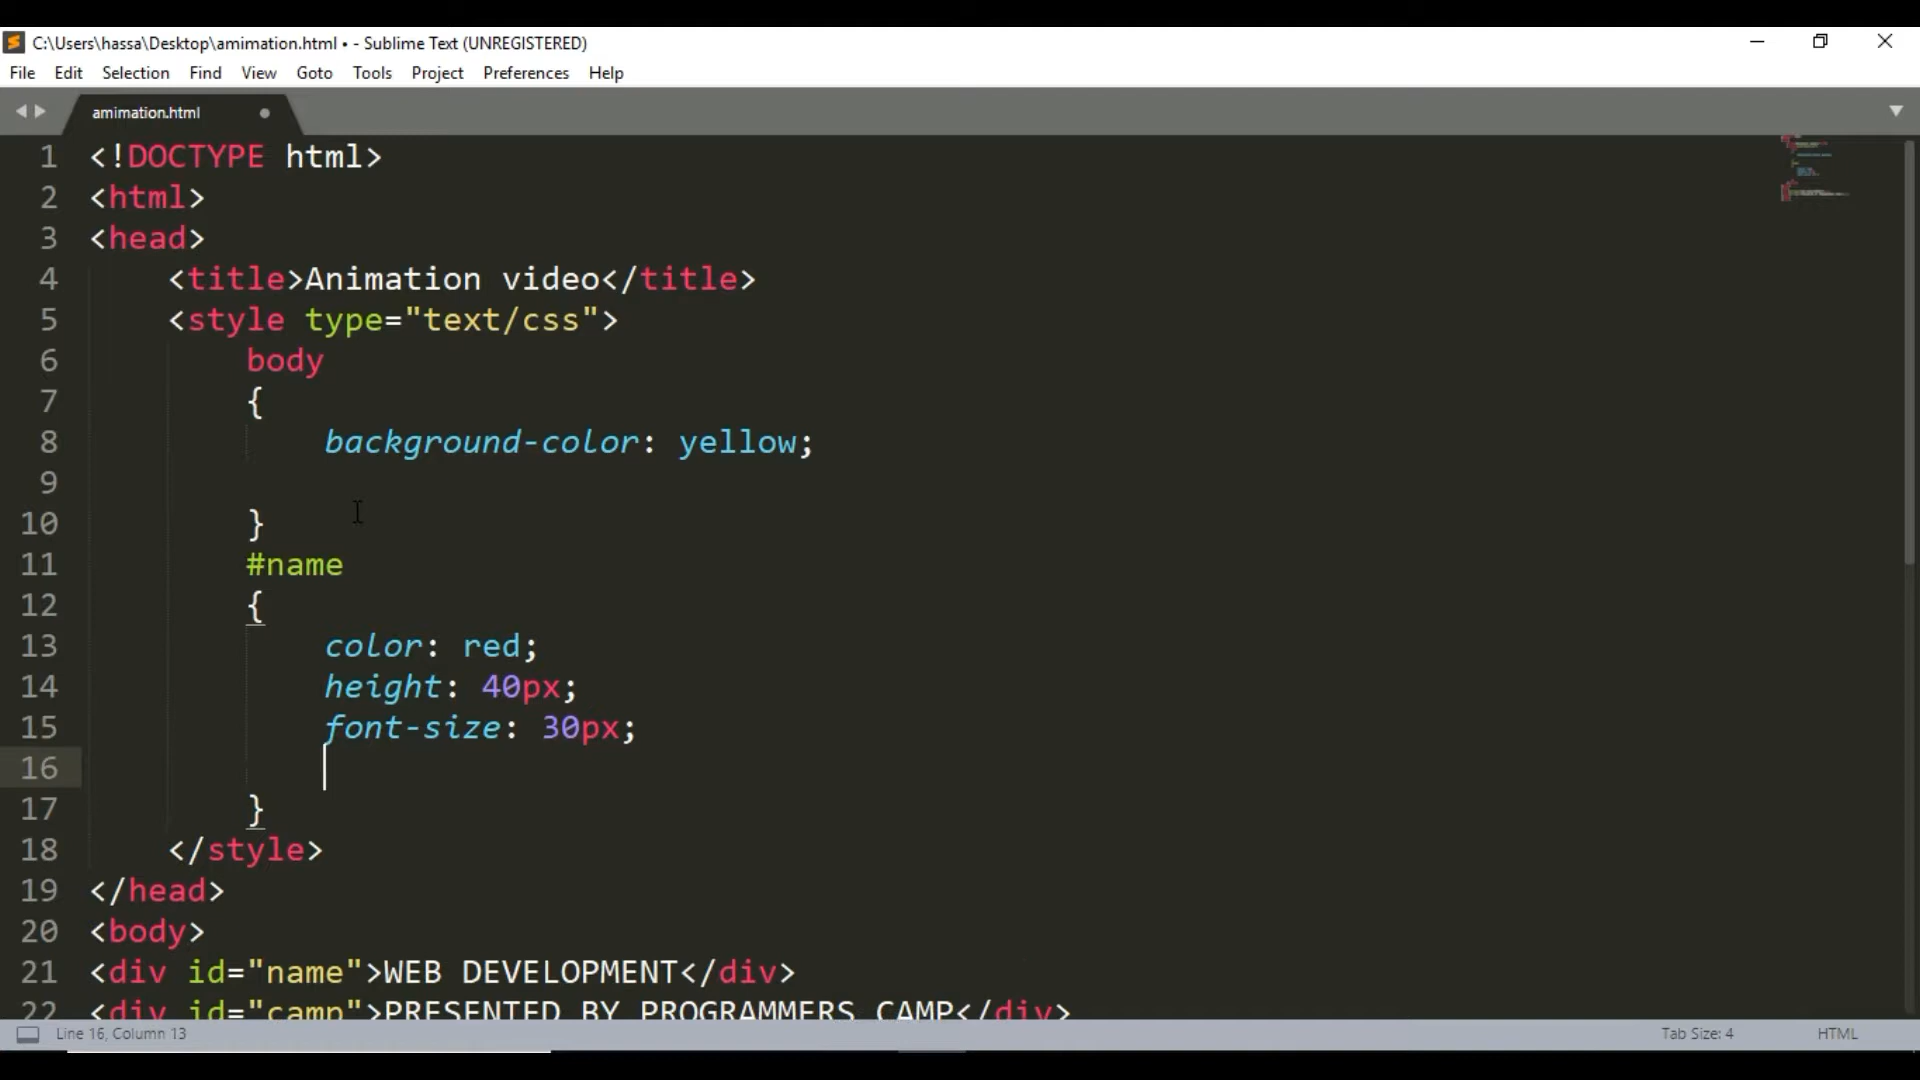 C:\Users\hassa\Desktop\amimation.html • - Sublime Text (UNREGISTERED)
File Edit Selection Find View Goto Tools Project Preferences Help
amimation.html
1 <!DOCTYPE html>
2 <html>
3 <head>
4 <title>Animation video</title>
5 <style type="text/css">
6 body
7 {
8 background-color: yellow;
9
10 }
11 #name
12 {
13 color: red;
14 height: 40px;
15 font-size: 30px;
16
17 }
18 </style>
19 </head>
20 <body>
21 <div id="name">WEB DEVELOPMENT</div>
22 <div id="camp">PRESENTED BY PROGRAMMERS CAMP</div>
Line 16, Column 13 Tab Size: 4 HTML